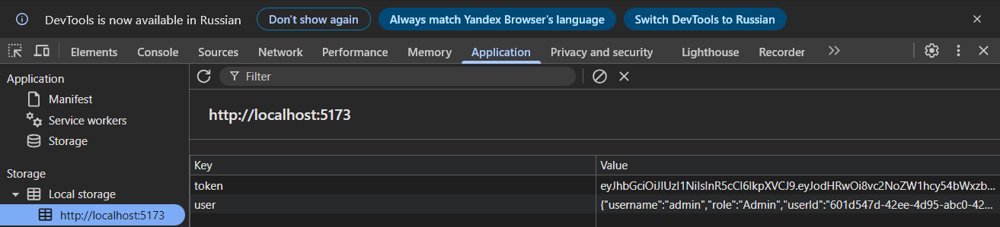 DevTools is now available in Russian Don't show again Always match Yandex Browser's language Switch DevTools to Russian
Elements Console Sources Network Performance Memory Application Privacy and security Lighthouse Recorder
Application
Manifest
Service workers
Storage
Storage
Local storage
http://localhost:5173
Filter
http://localhost:5173
Key Value
token eyJhbGciOiJIUzI1NiIsInR5cCI6IkpXVCJ9.eyJodHRwOi8vc2NoZW1hcy54bWxzb...
user {"username":"admin","role":"Admin","userId":"601d547d-42ee-4d95-abc0-42...